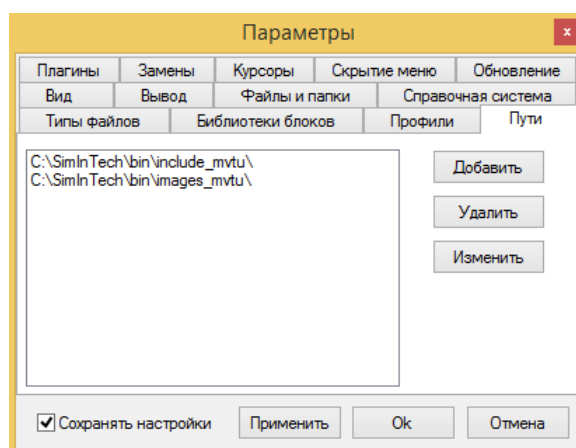 Параметры
x
Плагины Замены Курсоры Скрытие меню Обновление
Вид Вывод Файлы и папки Справочная система
Типы файлов Библиотеки блоков Профили Пути
C:\SimInTech\bin\include_mvtu\
C:\SimInTech\bin\images_mvtu\
Добавить
Удалить
Изменить
Сохранять настройки Применить Ok Отмена